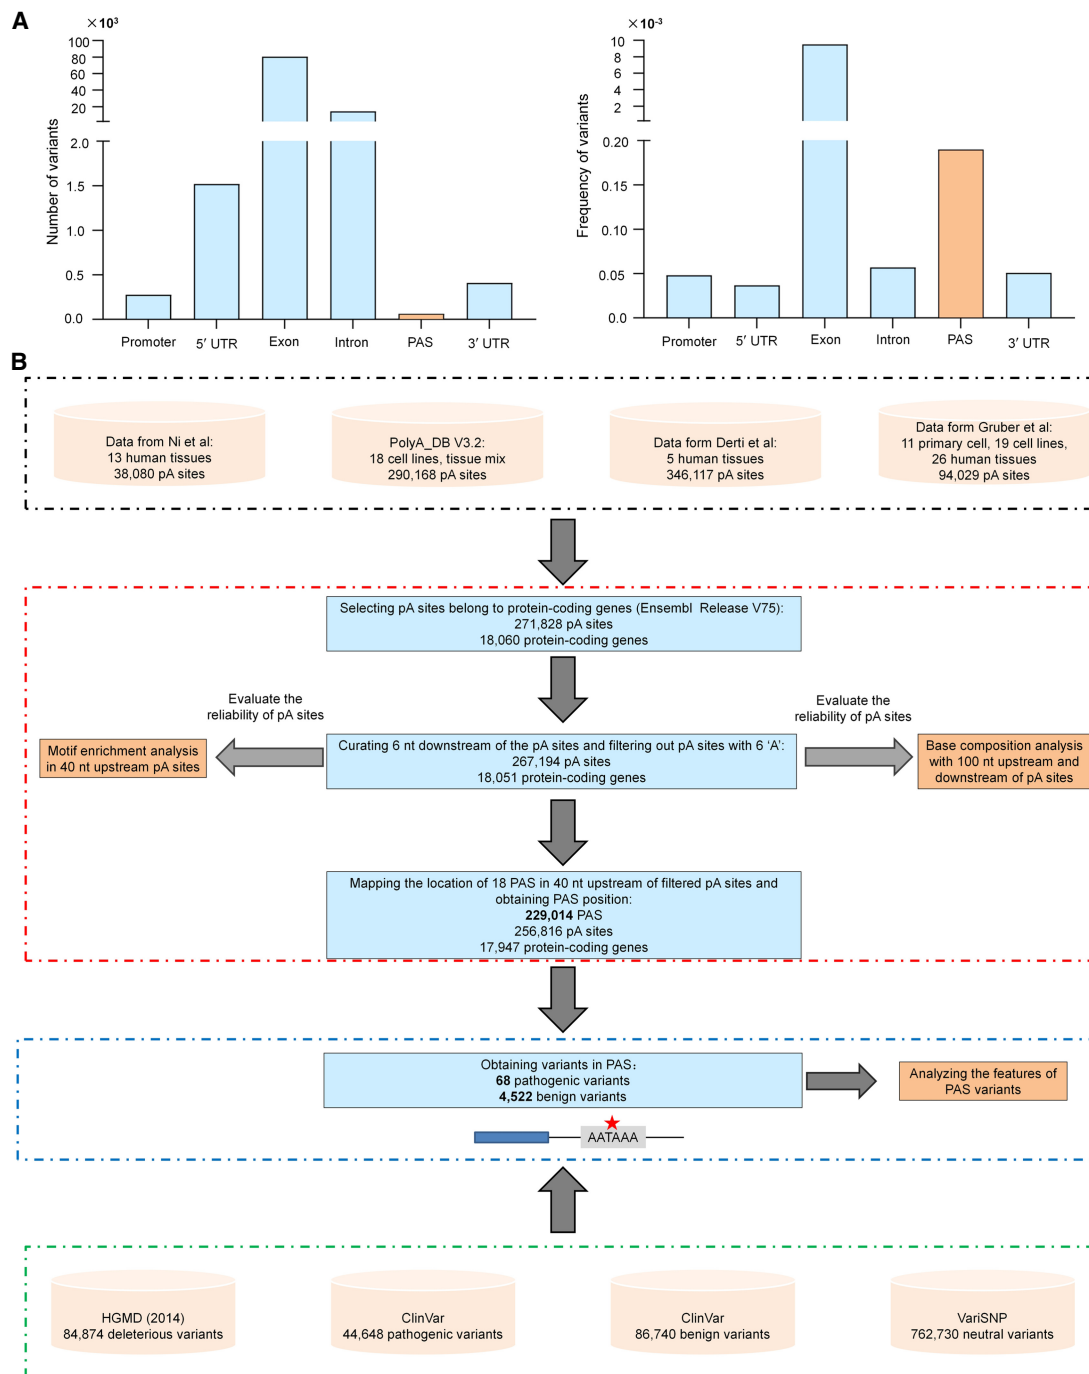 A
×10³
100
80
60
40
20
2.0
1.5
1.0
0.5
0.0
Number of variants
Promoter
5′ UTR
Exon
Intron
PAS
3′ UTR
×10⁻³
10
8
6
4
2
0.20
0.15
0.10
0.05
0.0
Frequency of variants
Promoter
5′ UTR
Exon
Intron
PAS
3′ UTR
B
Data from Ni et al:
13 human tissues
38,080 pA sites
PolyA_DB V3.2:
18 cell lines, tissue mix
290,168 pA sites
Data form Derti et al:
5 human tissues
346,117 pA sites
Data form Gruber et al:
11 primary cell, 19 cell lines,
26 human tissues
94,029 pA sites
Selecting pA sites belong to protein-coding genes (Ensembl Release V75):
271,828 pA sites
18,060 protein-coding genes
Evaluate the
reliability of pA sites
Evaluate the
reliability of pA sites
Motif enrichment analysis
in 40 nt upstream pA sites
Curating 6 nt downstream of the pA sites and filtering out pA sites with 6 ‘A’:
267,194 pA sites
18,051 protein-coding genes
Base composition analysis
with 100 nt upstream and
downstream of pA sites
Mapping the location of 18 PAS in 40 nt upstream of filtered pA sites and
obtaining PAS position:
229,014 PAS
256,816 pA sites
17,947 protein-coding genes
Obtaining variants in PAS:
68 pathogenic variants
4,522 benign variants
Analyzing the features of
PAS variants
AATAAA
HGMD (2014)
84,874 deleterious variants
ClinVar
44,648 pathogenic variants
ClinVar
86,740 benign variants
VariSNP
762,730 neutral variants